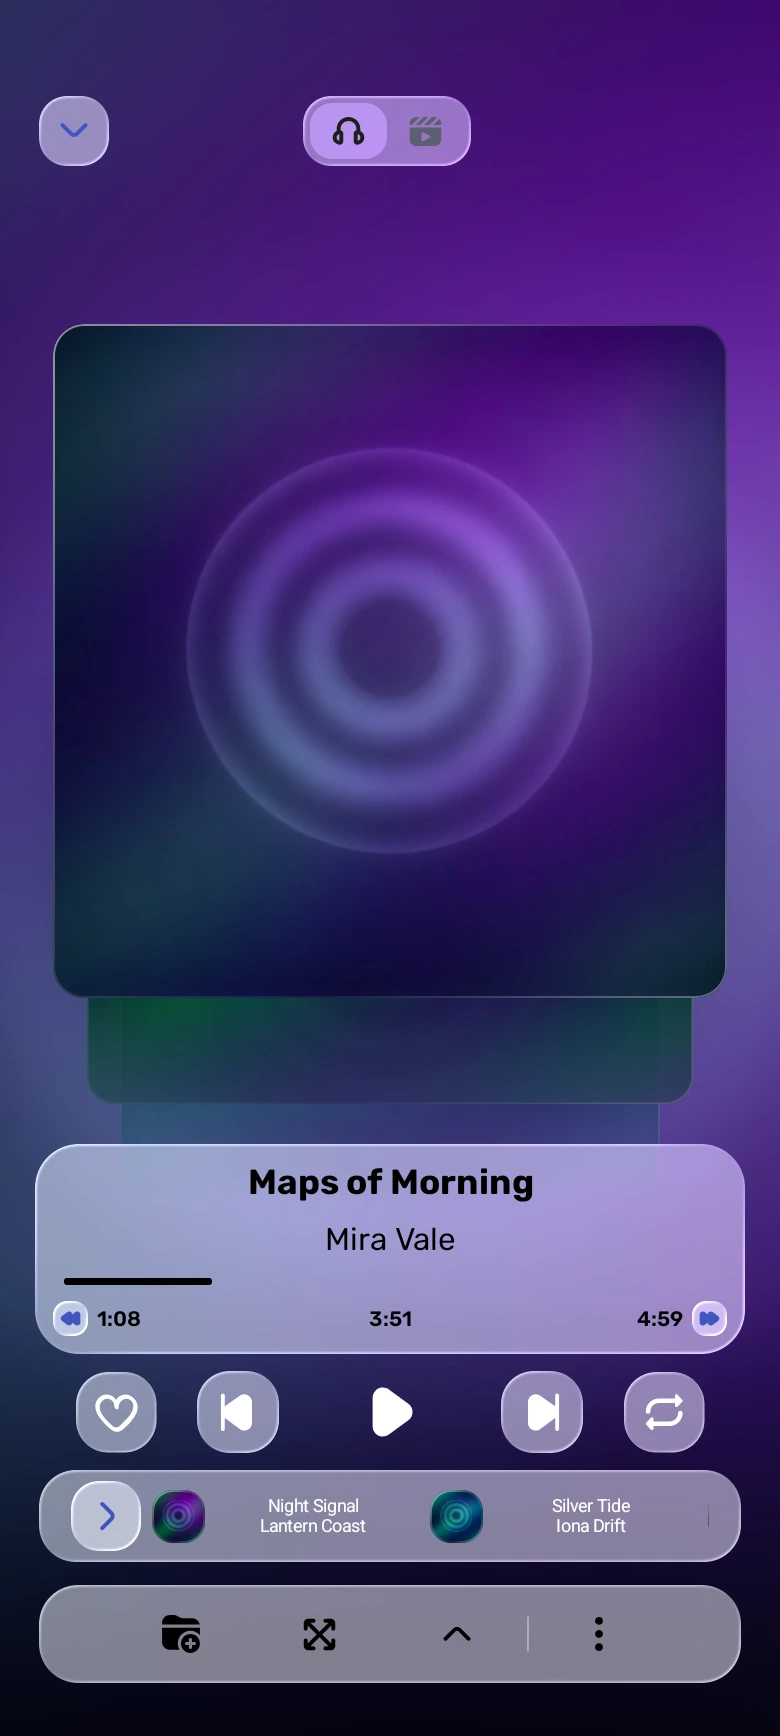 Maps of Morning
Mira Vale
1:08 3:51 4:59
Night Signal
Lantern Coast
Silver Tide
Iona Drift